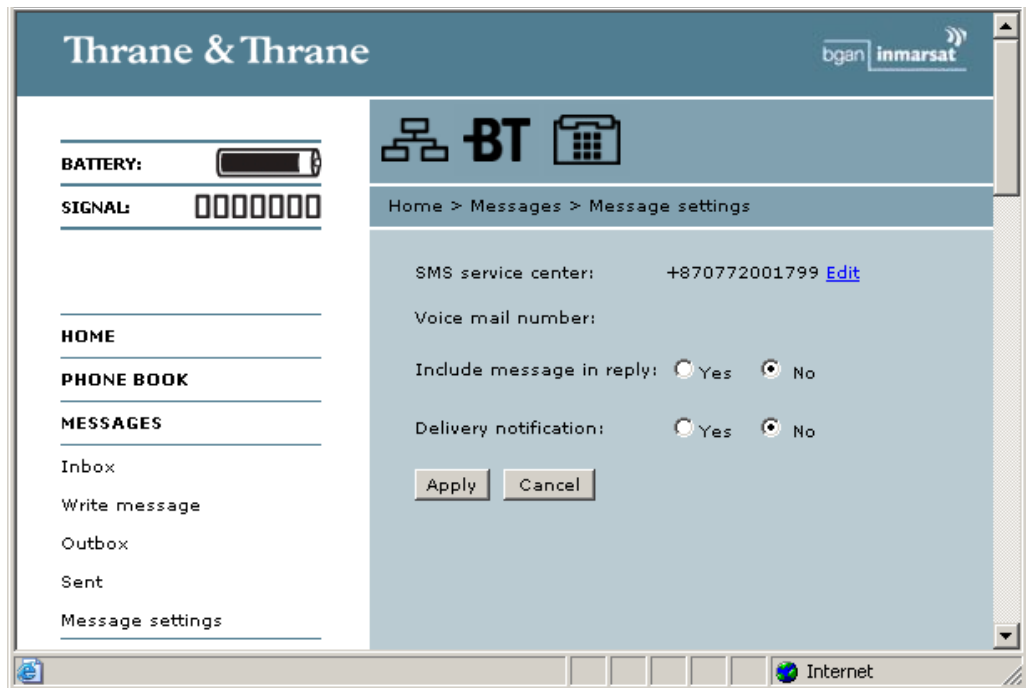 Thrane & Thrane
bgan inmarsat
BATTERY:
SIGNAL:
BT
Home > Messages > Message settings
HOME
PHONE BOOK
MESSAGES
Inbox
Write message
Outbox
Sent
Message settings
SMS service center: +870772001799 Edit
Voice mail number:
Include message in reply: Yes No
Delivery notification: Yes No
Apply Cancel
Internet